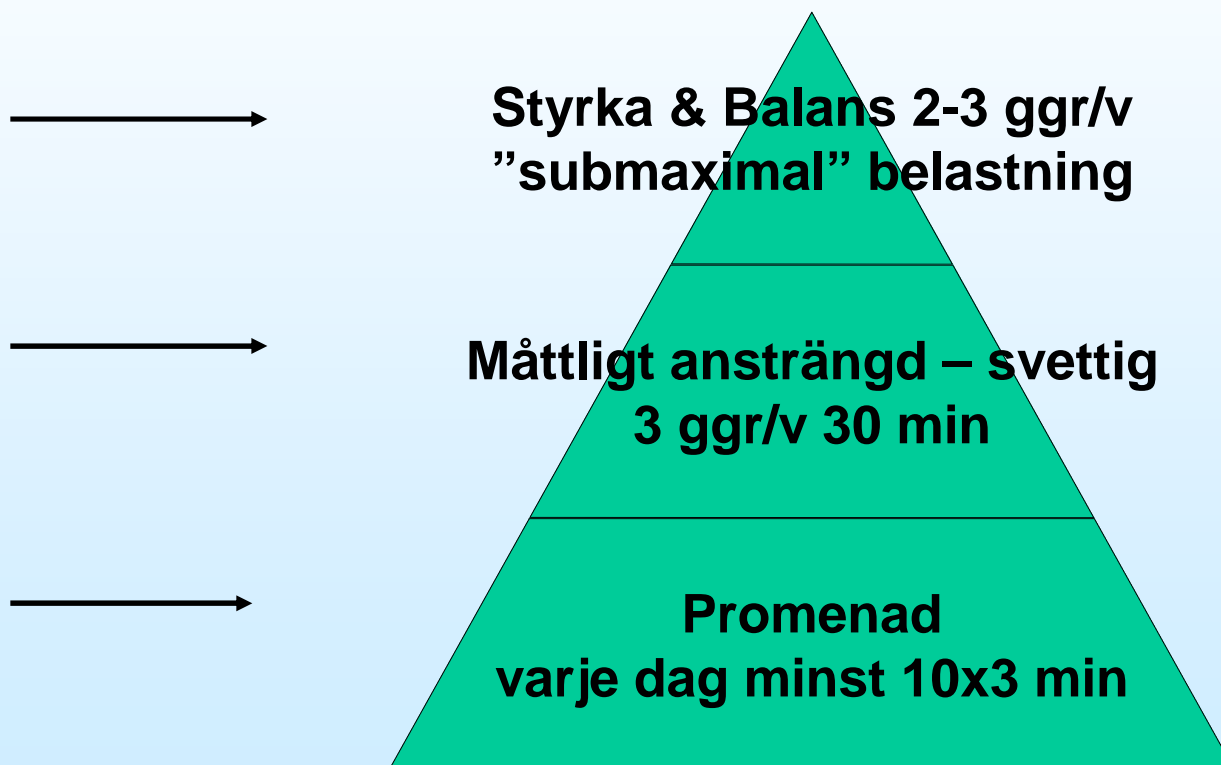 Styrka & Balans 2-3 ggr/v
”submaximal” belastning
Måttligt ansträngd – svettig
3 ggr/v 30 min
Promenad
varje dag minst 10x3 min